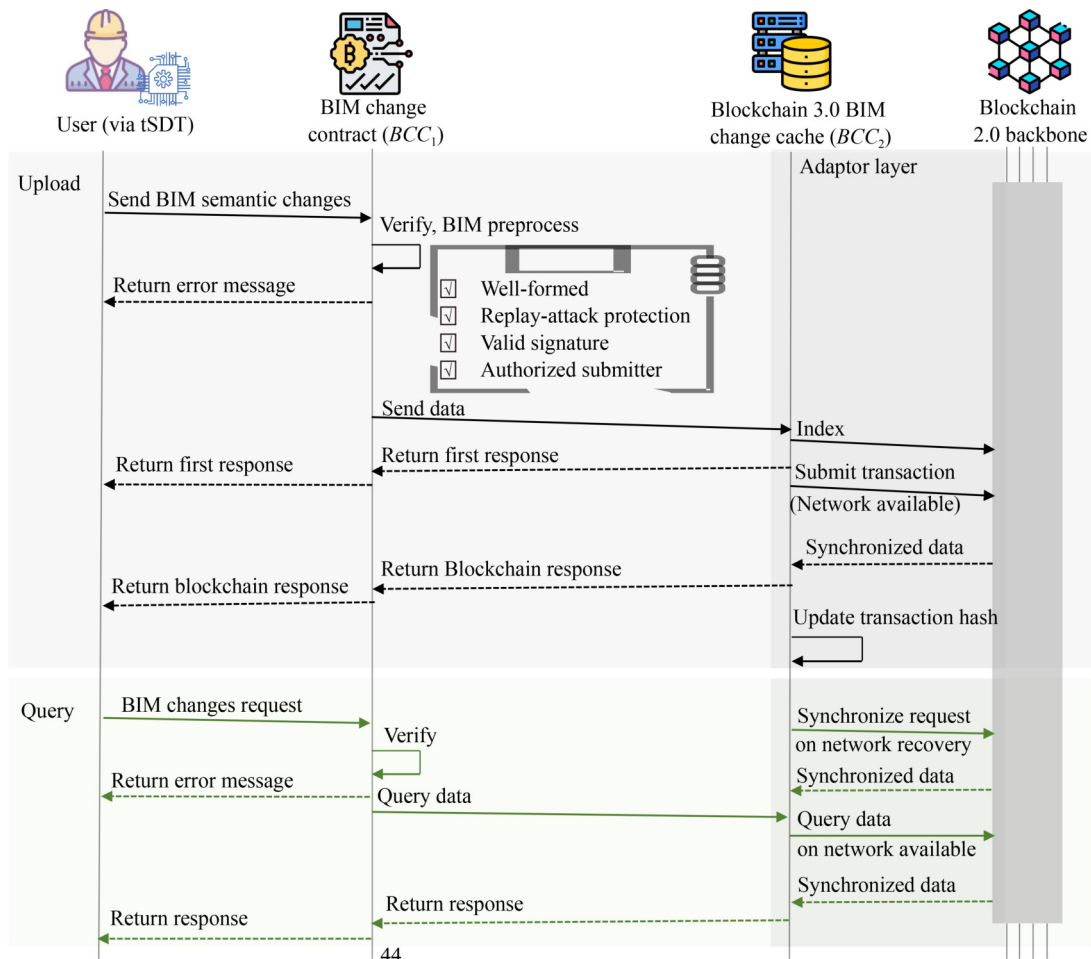 User (via tSDT)
BIM change
contract (BCC₁)
Blockchain 3.0 BIM
change cache (BCC₂)
Blockchain
2.0 backbone
Adaptor layer
Upload
Send BIM semantic changes
Verify, BIM preprocess
Return error message
√ Well-formed
√ Replay-attack protection
√ Valid signature
√ Authorized submitter
Send data
Index
Return first response
Return first response
Submit transaction
(Network available)
Synchronized data
Return Blockchain response
Return blockchain response
Update transaction hash
Query
BIM changes request
Synchronize request
on network recovery
Verify
Return error message
Synchronized data
Query data
Query data
on network available
Synchronized data
Return response
Return response
44